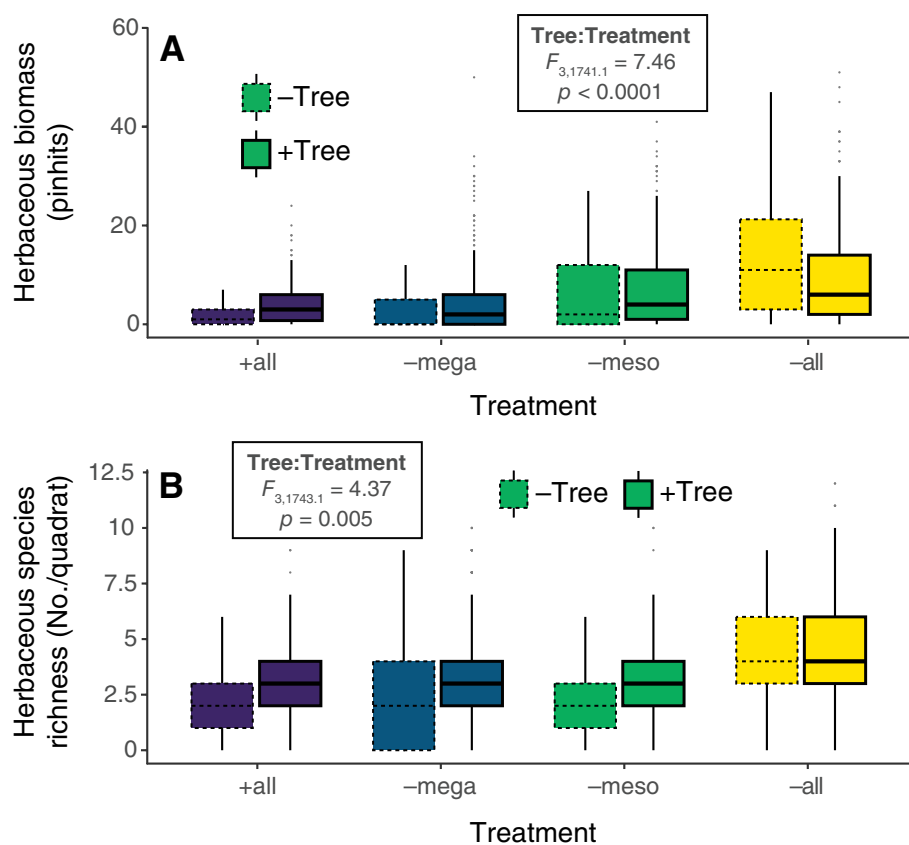 A
60
40
20
0
Herbaceous biomass
(pinhits)
–Tree
+Tree
Tree:Treatment
F3,1741.1 = 7.46
p < 0.0001
+all –mega –meso –all
Treatment
B
12.5
10
7.5
5
2.5
0
Herbaceous species
richness (No./quadrat)
Tree:Treatment
F3,1743.1 = 4.37
p = 0.005
–Tree +Tree
+all –mega –meso –all
Treatment